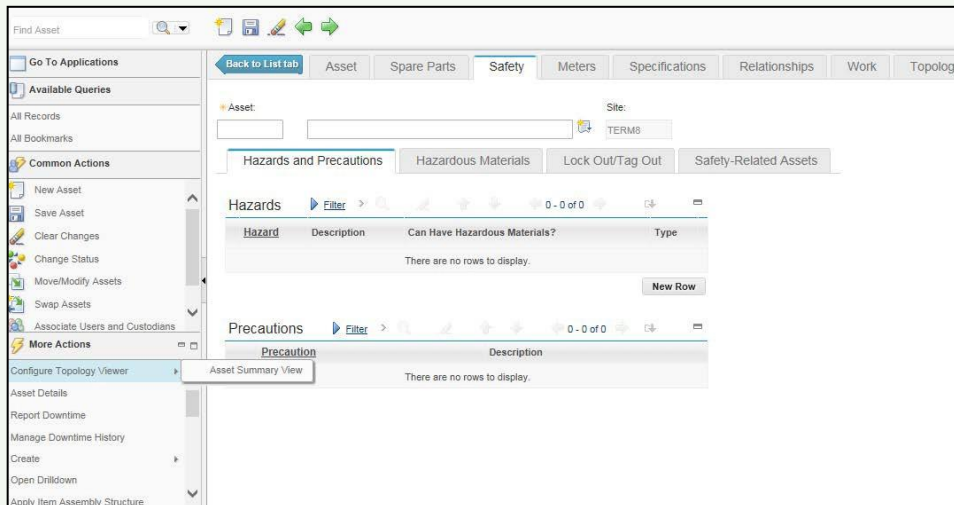 Find Asset
Go To Applications
Available Queries
All Records
All Bookmarks
Common Actions
New Asset
Save Asset
Clear Changes
Change Status
Move/Modify Assets
Swap Assets
Associate Users and Custodians
More Actions
Configure Topology Viewer
Asset Summary View
Asset Details
Report Downtime
Manage Downtime History
Create
Open Drilldown
Apply Item Assembly Structure
Back to List tab Asset Spare Parts Safety Meters Specifications Relationships Work Topolog
* Asset: Site:
TERM8
Hazards and Precautions Hazardous Materials Lock Out/Tag Out Safety-Related Assets
Hazards Filter > 0 - 0 of 0
Hazard Description Can Have Hazardous Materials? Type
There are no rows to display.
New Row
Precautions Filter > 0 - 0 of 0
Precaution Description
There are no rows to display.